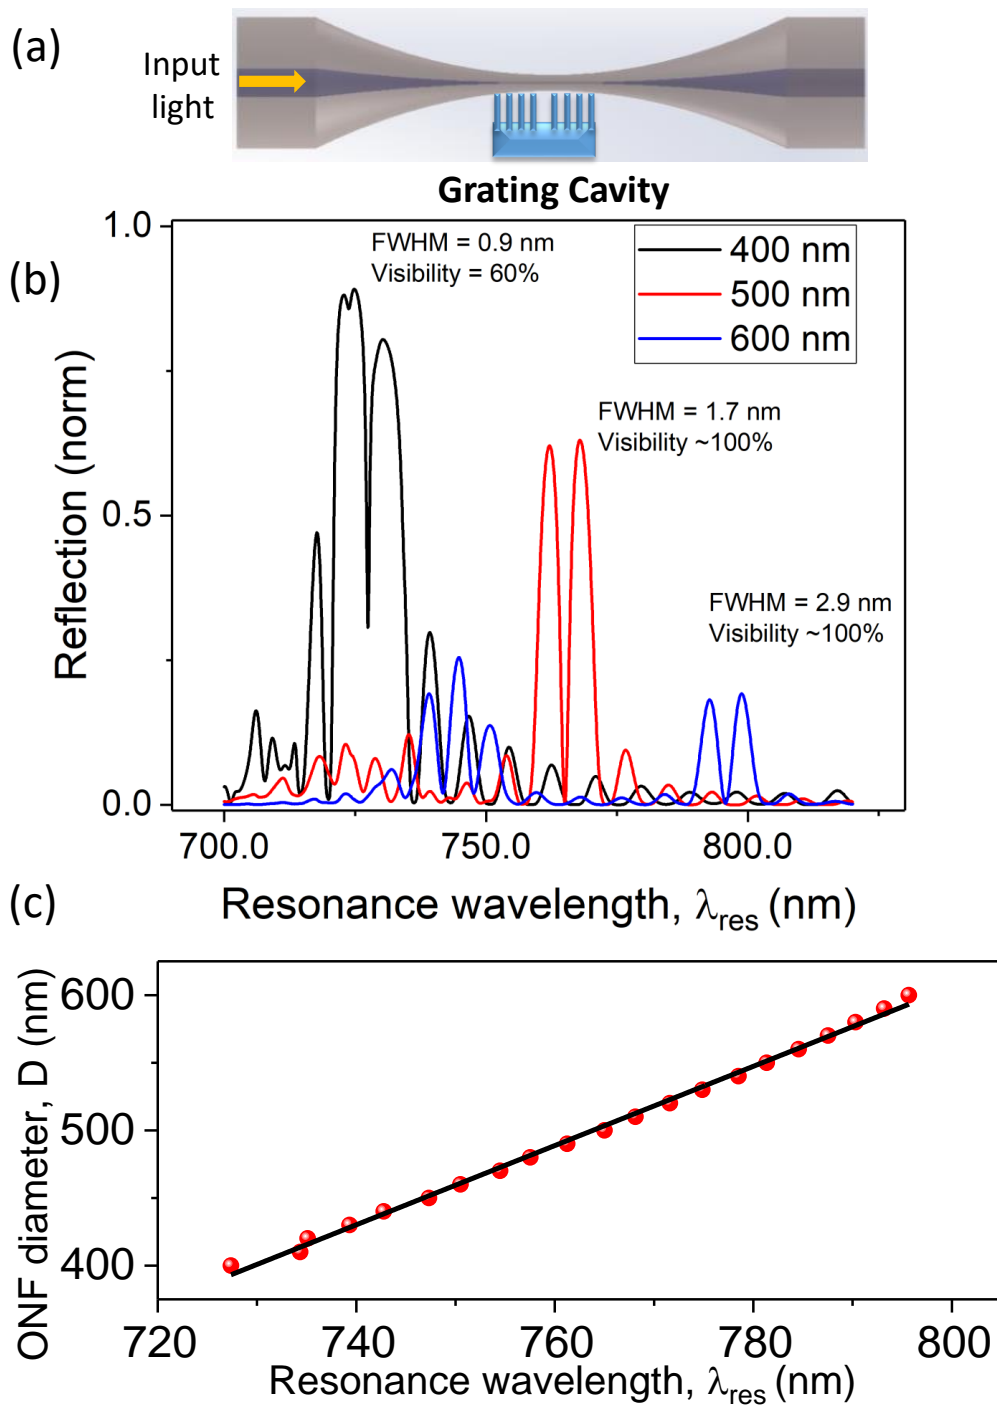 (a)
Input
light
Grating Cavity
(b)
1.0
0.5
0.0
Reflection (norm)
FWHM = 0.9 nm
Visibility = 60%
400 nm
500 nm
600 nm
FWHM = 1.7 nm
Visibility ~100%
FWHM = 2.9 nm
Visibility ~100%
700.0 750.0 800.0
Resonance wavelength, λres (nm)
(c)
600
500
400
ONF diameter, D (nm)
720 740 760 780 800
Resonance wavelength, λres (nm)